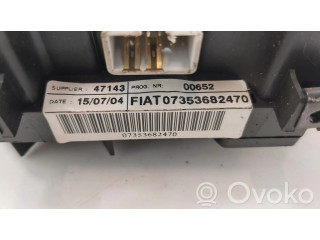 SUPPLIER : 47143 PROG. NR. 00652
DATE : 15/07/04 FIAT07353682470
07353682470
OVOKO